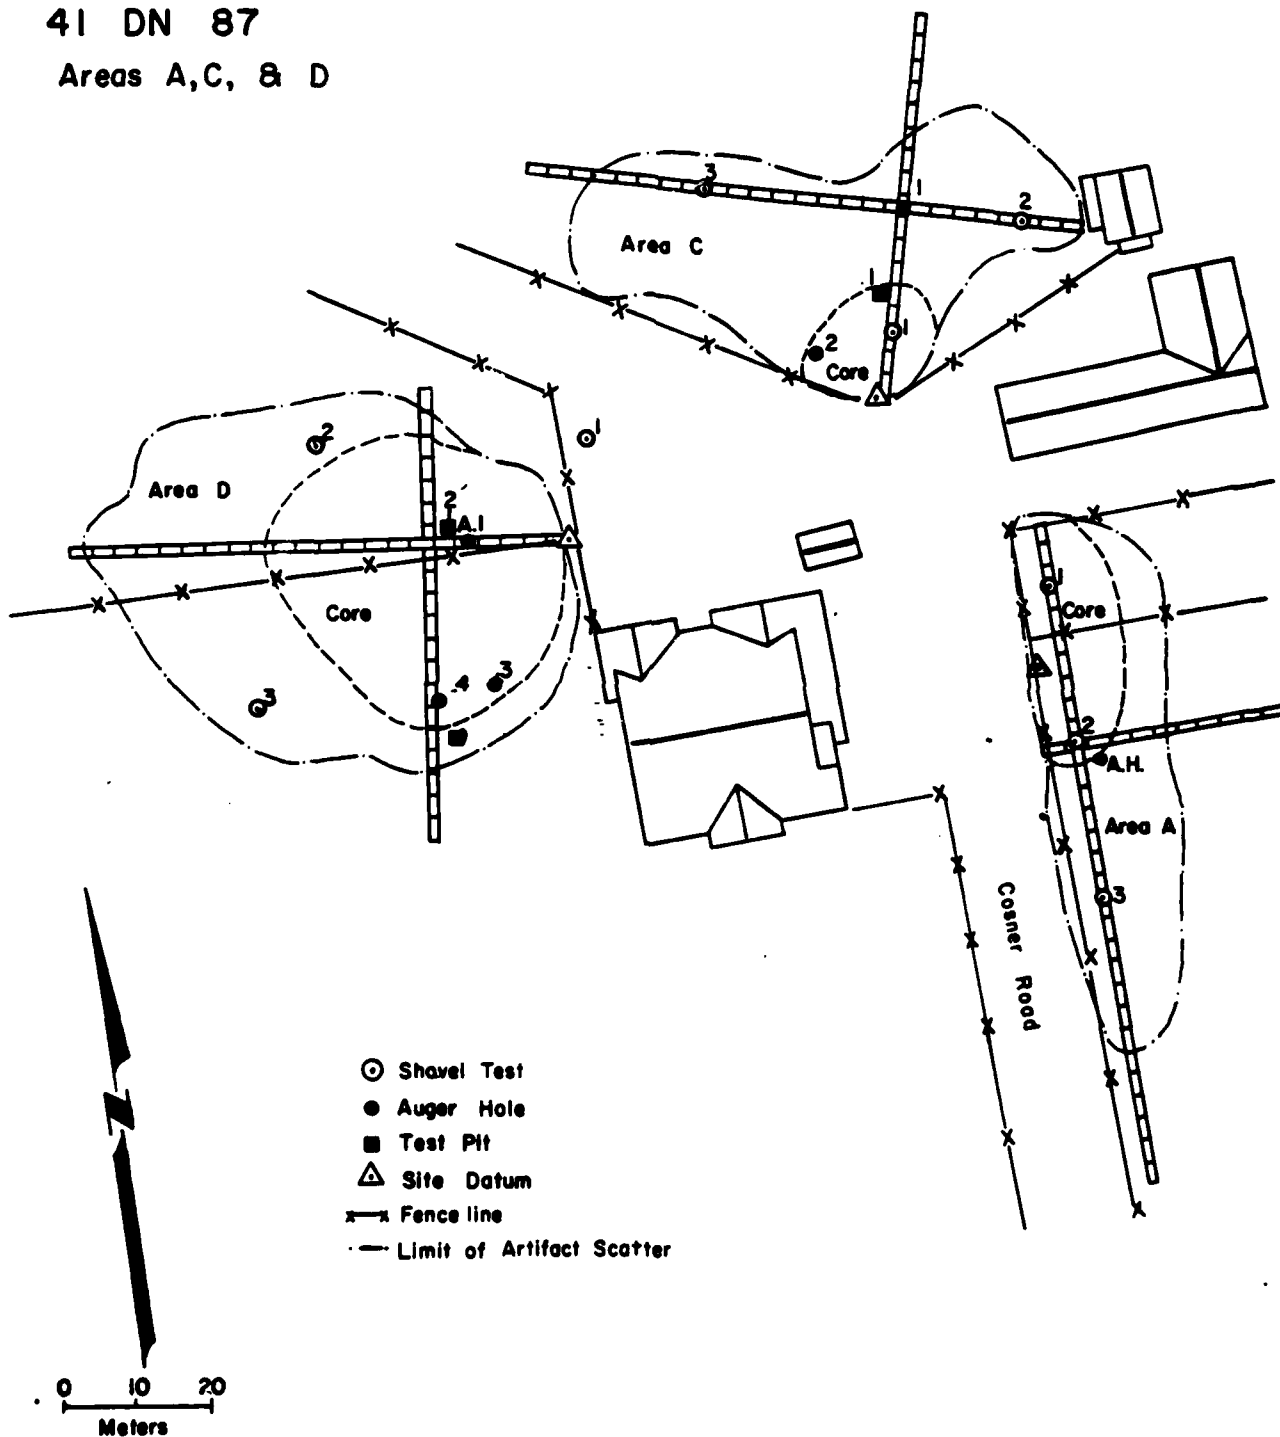 41 DN 87
Areas A, C, & D
3
1
2
Area C
1
1
2
Core
2
1
Area D
2
A.1
Core
3
4
3
1
Core
2
A.H.
Area A
3
Cosner Road
Shovel Test
Auger Hole
Test Pit
Site Datum
Fence line
Limit of Artifact Scatter
N
0 10 20
Meters